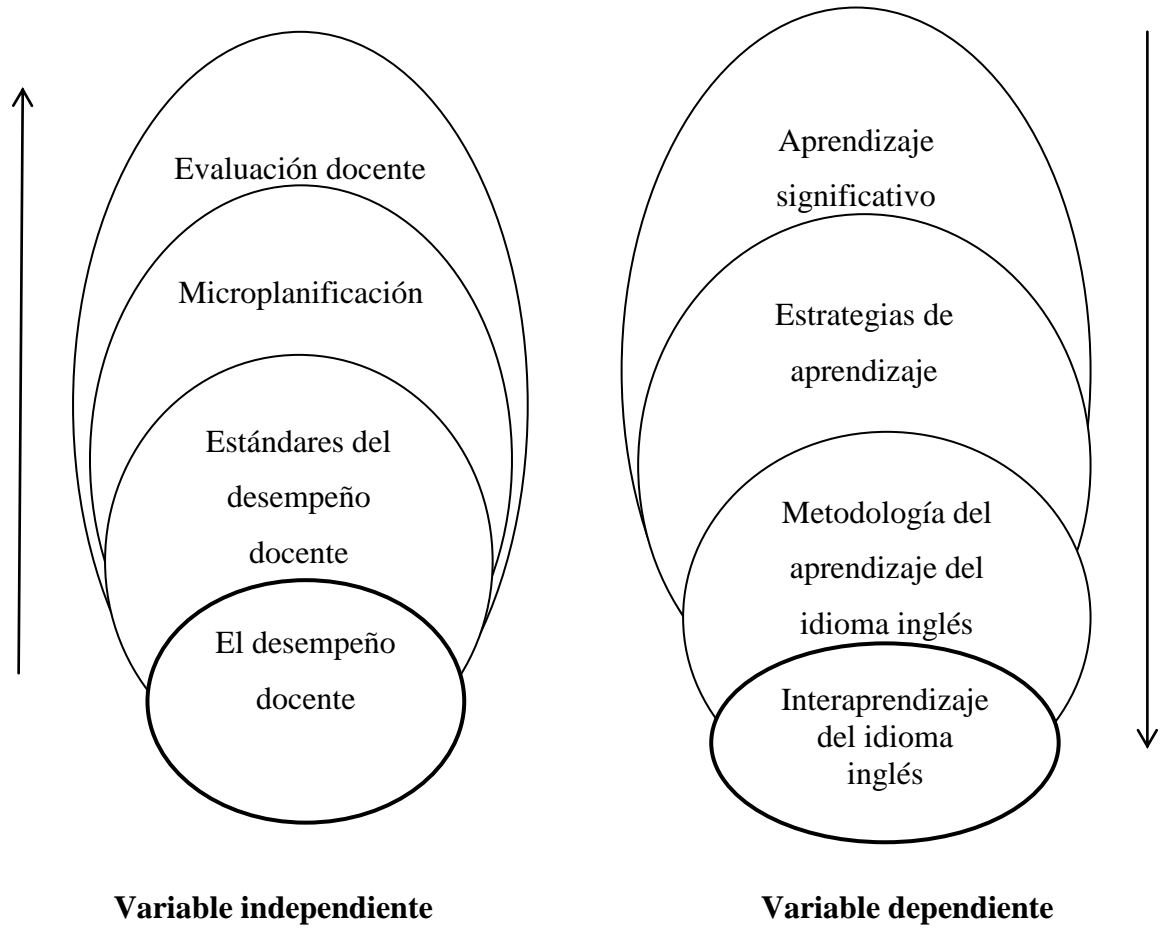 Evaluación docente
Microplanificación
Estándares del
desempeño
docente
El desempeño
docente
Variable independiente
Aprendizaje
significativo
Estrategias de
aprendizaje
Metodología del
aprendizaje del
idioma inglés
Interaprendizaje
del idioma
inglés
Variable dependiente